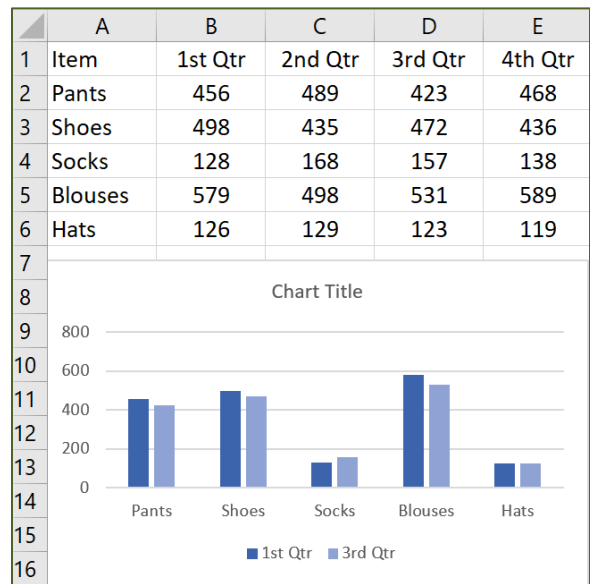 A B C D E
1 Item 1st Qtr 2nd Qtr 3rd Qtr 4th Qtr
2 Pants 456 489 423 468
3 Shoes 498 435 472 436
4 Socks 128 168 157 138
5 Blouses 579 498 531 589
6 Hats 126 129 123 119
7
8 Chart Title
9 800
10 600
11 400
12
13 200
0
14 Pants Shoes Socks Blouses Hats
15
16 1st Qtr 3rd Qtr